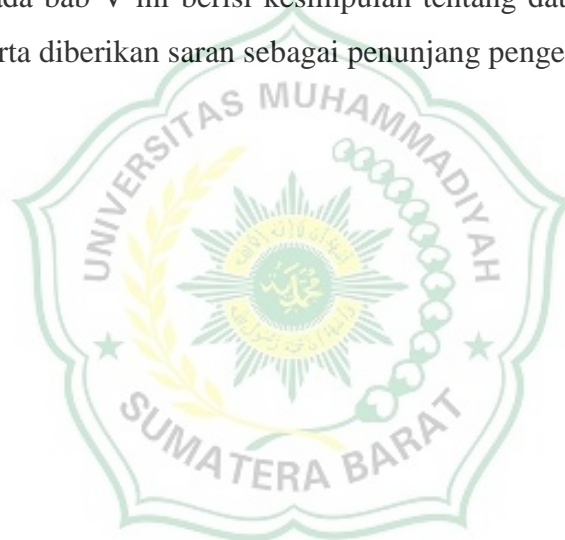 ada bab V ini berisi kesimpulan tentang dat
rta diberikan saran sebagai penunjang penge
UNIVERSITAS MUHAMMADIYAH
SUMATERA BARAT